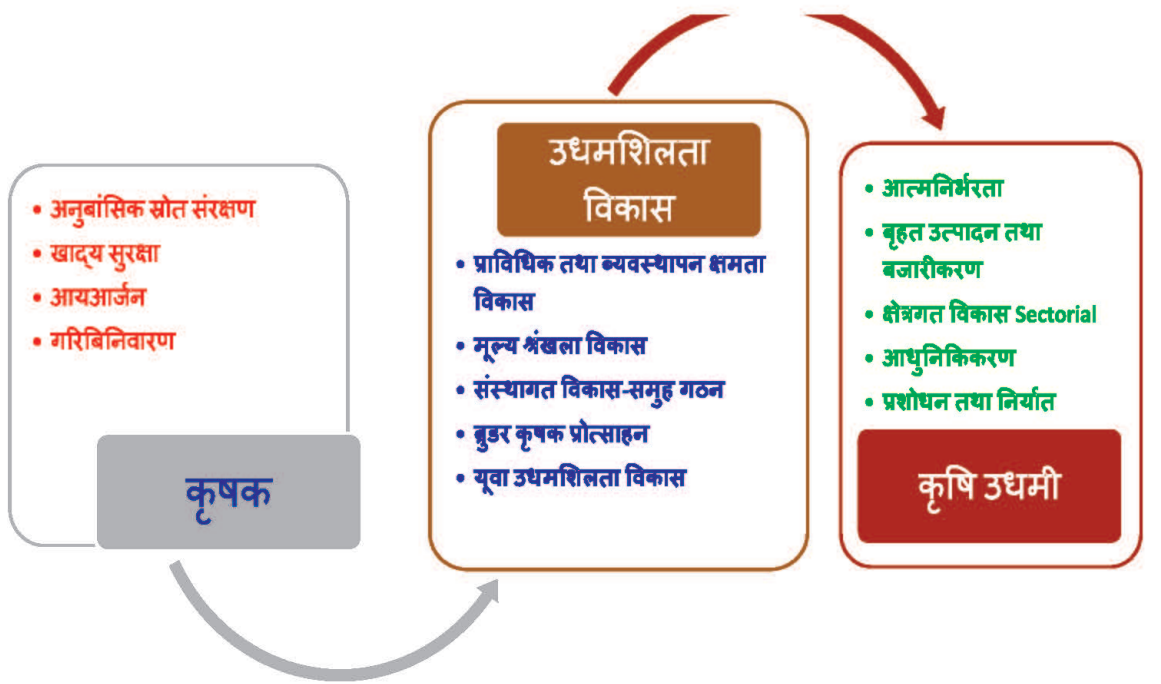 • अनुबांसिक स्रोत संरक्षण
• खाद्य सुरक्षा
• आयआर्जन
• गरिबिनिवारण
कृषक
उधमशिलता
विकास
• प्राविधिक तथा ब्यवस्थापन क्षमता
विकास
• मूल्य श्रंखला विकास
• संस्थागत विकास-समुह गठन
• ब्रुडर कृषक प्रोत्साहन
• यूवा उधमशिलता विकास
• आत्मनिर्भरता
• बृहत उत्पादन तथा
बजारीकरण
• क्षेत्रगत विकास Sectorial
• आधुनिकिकरण
• प्रशोधन तथा निर्यात
कृषि उधमी